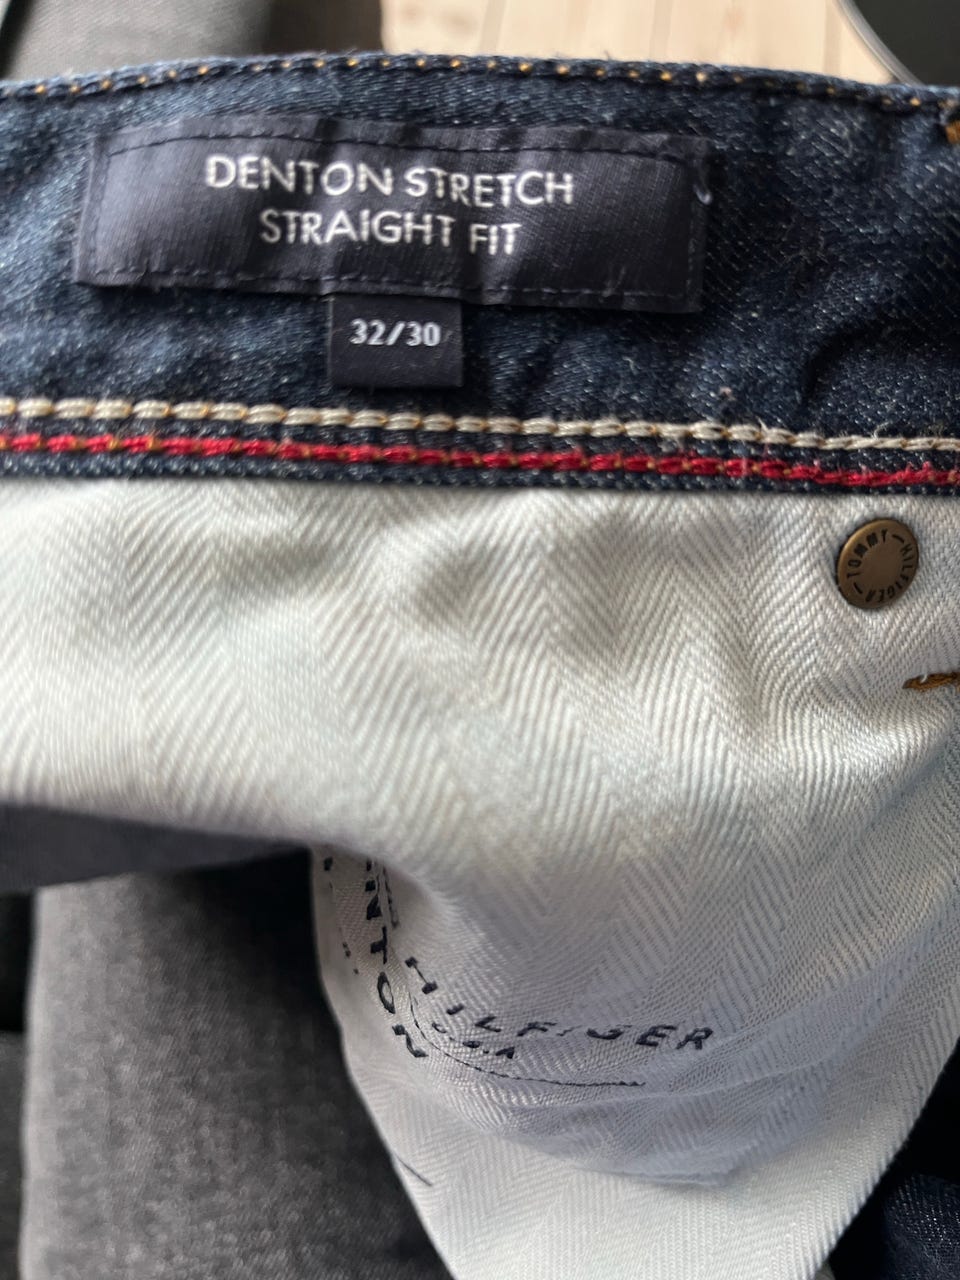 DENTON STRETCH
STRAIGHT FIT
32/30
TOMMY-HILFIGER
HILFIGER